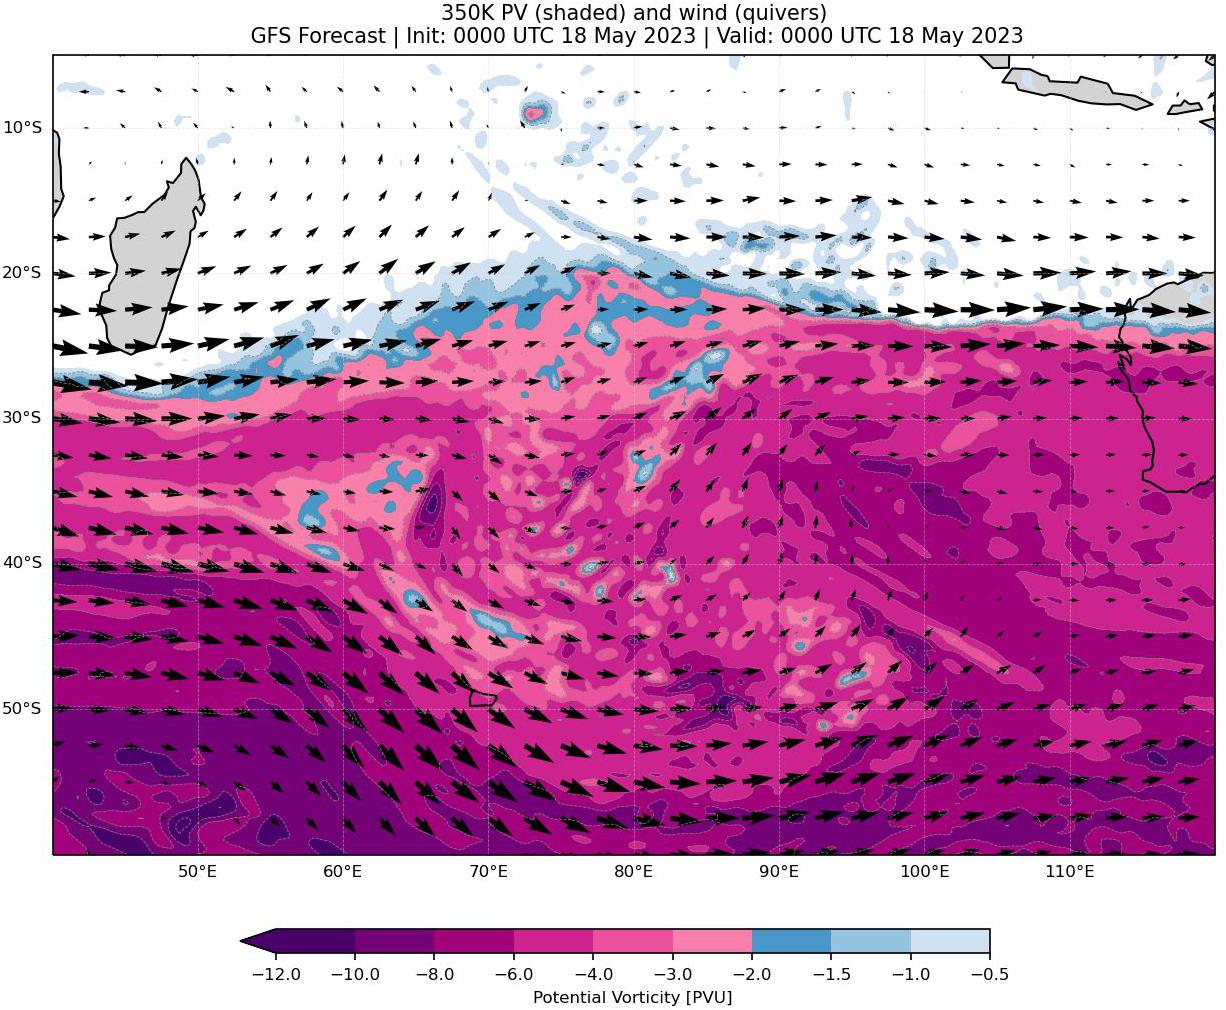 350K PV (shaded) and wind (quivers)
GFS Forecast | Init: 0000 UTC 18 May 2023 | Valid: 0000 UTC 18 May 2023
10°S
20°S
30°S
40°S
50°S
50°E 60°E 70°E 80°E 90°E 100°E 110°E
−12.0 −10.0 −8.0 −6.0 −4.0 −3.0 −2.0 −1.5 −1.0 −0.5
Potential Vorticity [PVU]